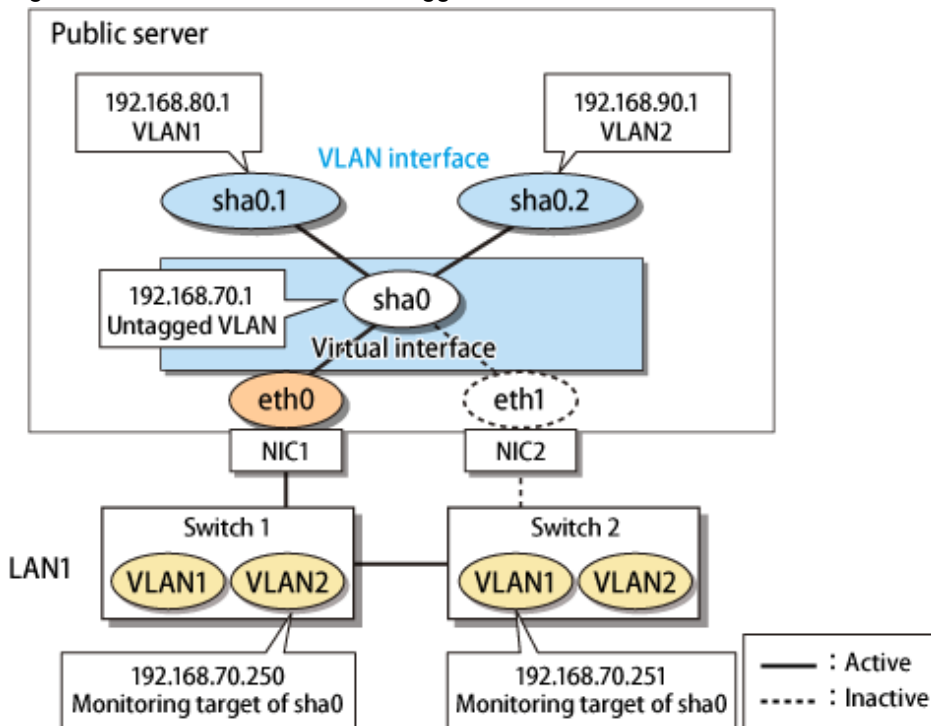 Public server
192.168.80.1
VLAN1
192.168.90.1
VLAN2
VLAN interface
sha0.1
sha0.2
192.168.70.1
Untagged VLAN
sha0
Virtual interface
eth0
eth1
NIC1
NIC2
Switch 1
Switch 2
LAN1
VLAN1
VLAN2
VLAN1
VLAN2
192.168.70.250
Monitoring target of sha0
192.168.70.251
Monitoring target of sha0
: Active
: Inactive